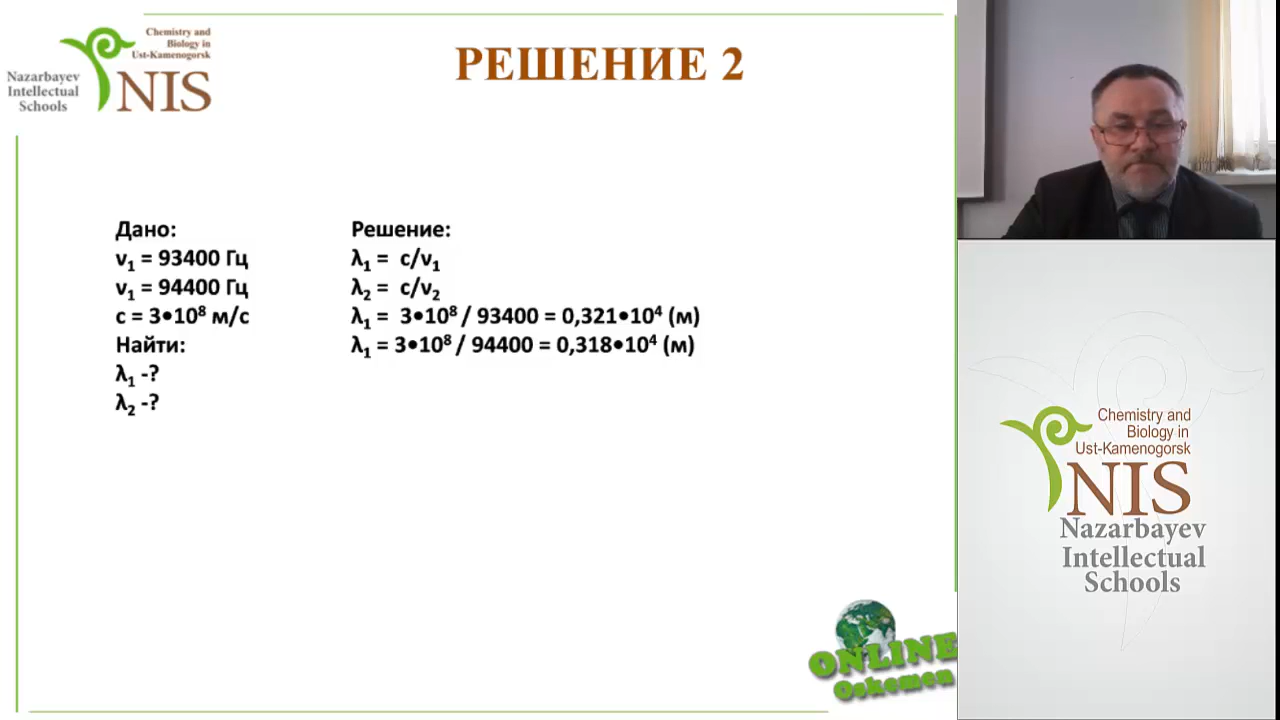 Chemistry and
Biology in
Ust-Kamenogorsk
Nazarbayev
Intellectual
Schools
NIS
РЕШЕНИЕ 2
Дано:
ν₁ = 93400 Гц
ν₁ = 94400 Гц
c = 3•10⁸ м/с
Найти:
λ₁ -?
λ₂ -?
Решение:
λ₁ = c/ν₁
λ₂ = c/ν₂
λ₁ = 3•10⁸ / 93400 = 0,321•10⁴ (м)
λ₁ = 3•10⁸ / 94400 = 0,318•10⁴ (м)
Chemistry and
Biology in
Ust-Kamenogorsk
NIS
Nazarbayev
Intellectual
Schools
ONLINE
Oskemen